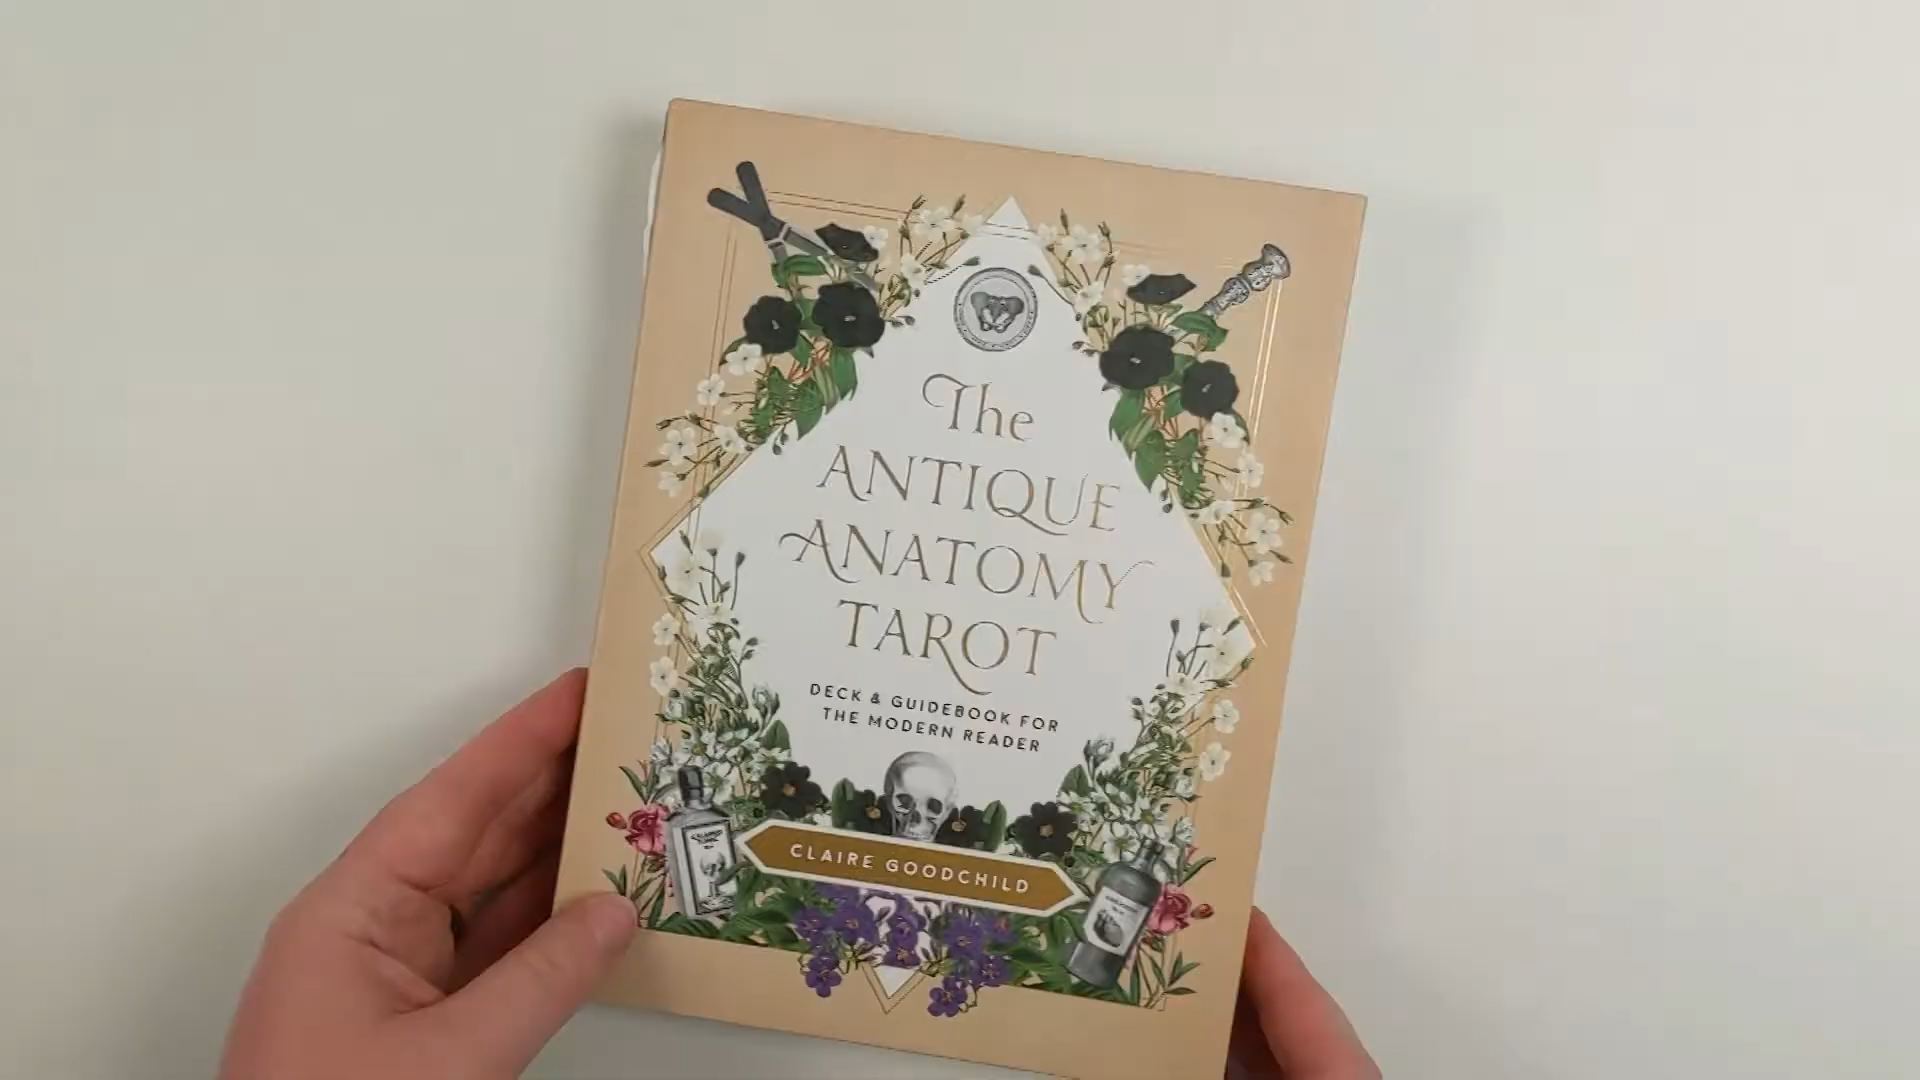 The
ANTIQUE
ANATOMY
TAROT
DECK & GUIDEBOOK FOR
THE MODERN READER
CLAIRE GOODCHILD